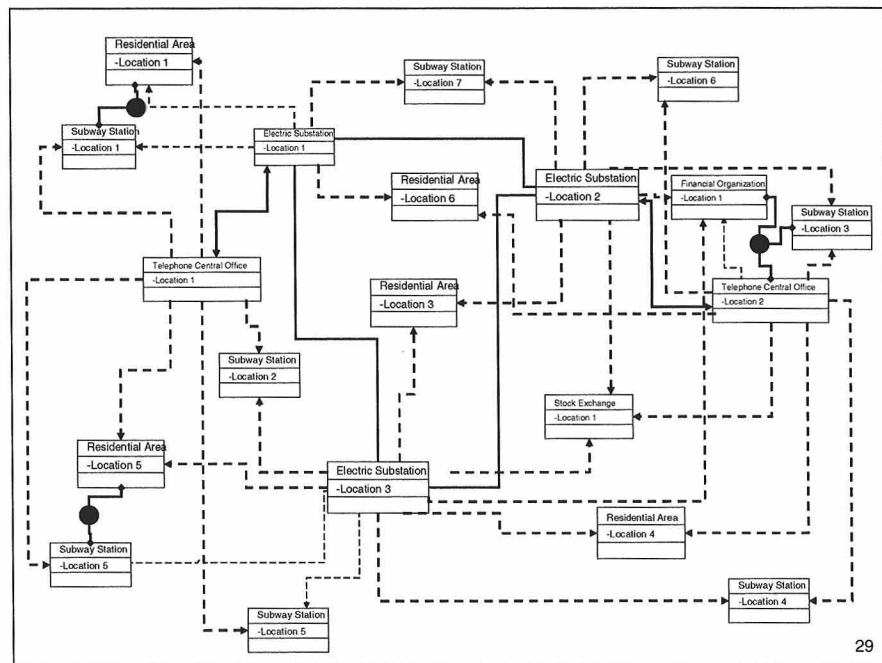 Residential Area
-Location 1
Subway Station
-Location 7
Subway Station
-Location 6
Subway Station
-Location 1
Electric Substation
-Location 1
Residential Area
-Location 6
Electric Substation
-Location 2
Financial Organization
-Location 1
Subway Station
-Location 3
Telephone Central Office
-Location 1
Residential Area
-Location 3
Telephone Central Office
-Location 2
Subway Station
-Location 2
Stock Exchange
-Location 1
Residential Area
-Location 5
Electric Substation
-Location 3
Residential Area
-Location 4
Subway Station
-Location 5
Subway Station
-Location 4
Subway Station
-Location 5
29